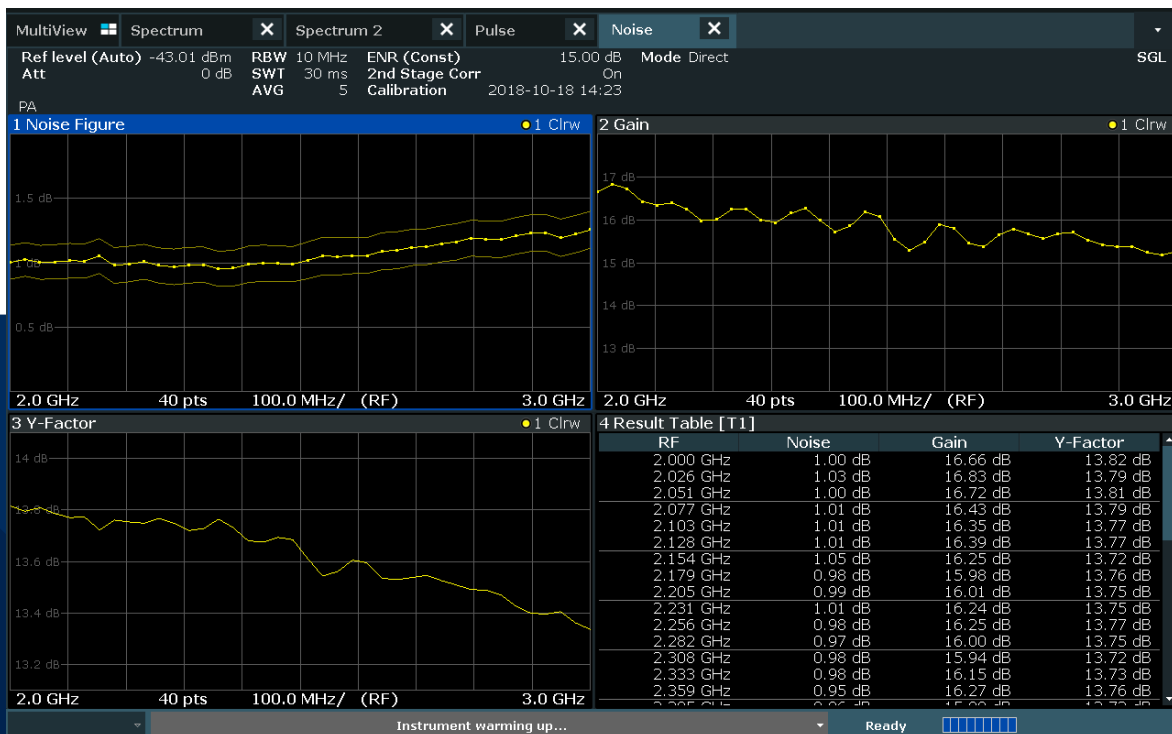 MultiView Spectrum Spectrum 2 Pulse Noise
Ref level (Auto) -43.01 dBm RBW 10 MHz ENR (Const) 15.00 dB Mode Direct SGL
Att 0 dB SWT 30 ms 2nd Stage Corr On
AVG 5 Calibration 2018-10-18 14:23
PA
1 Noise Figure 1 Clrw
1.5 dB
1 dB
0.5 dB
2.0 GHz 40 pts 100.0 MHz/ (RF) 3.0 GHz
2 Gain 1 Clrw
17 dB
16 dB
15 dB
14 dB
13 dB
2.0 GHz 40 pts 100.0 MHz/ (RF) 3.0 GHz
3 Y-Factor 1 Clrw
14 dB
13.8 dB
13.6 dB
13.4 dB
13.2 dB
2.0 GHz 40 pts 100.0 MHz/ (RF) 3.0 GHz
4 Result Table [T1]
RF Noise Gain Y-Factor
2.000 GHz 1.00 dB 16.66 dB 13.82 dB
2.026 GHz 1.03 dB 16.83 dB 13.79 dB
2.051 GHz 1.00 dB 16.72 dB 13.81 dB
2.077 GHz 1.01 dB 16.43 dB 13.79 dB
2.103 GHz 1.01 dB 16.35 dB 13.77 dB
2.128 GHz 1.01 dB 16.39 dB 13.77 dB
2.154 GHz 1.05 dB 16.25 dB 13.72 dB
2.179 GHz 0.98 dB 15.98 dB 13.76 dB
2.205 GHz 0.99 dB 16.01 dB 13.75 dB
2.231 GHz 1.01 dB 16.24 dB 13.75 dB
2.256 GHz 0.98 dB 16.25 dB 13.77 dB
2.282 GHz 0.97 dB 16.00 dB 13.75 dB
2.308 GHz 0.98 dB 15.94 dB 13.72 dB
2.333 GHz 0.98 dB 16.15 dB 13.73 dB
2.359 GHz 0.95 dB 16.27 dB 13.76 dB
Instrument warming up... Ready